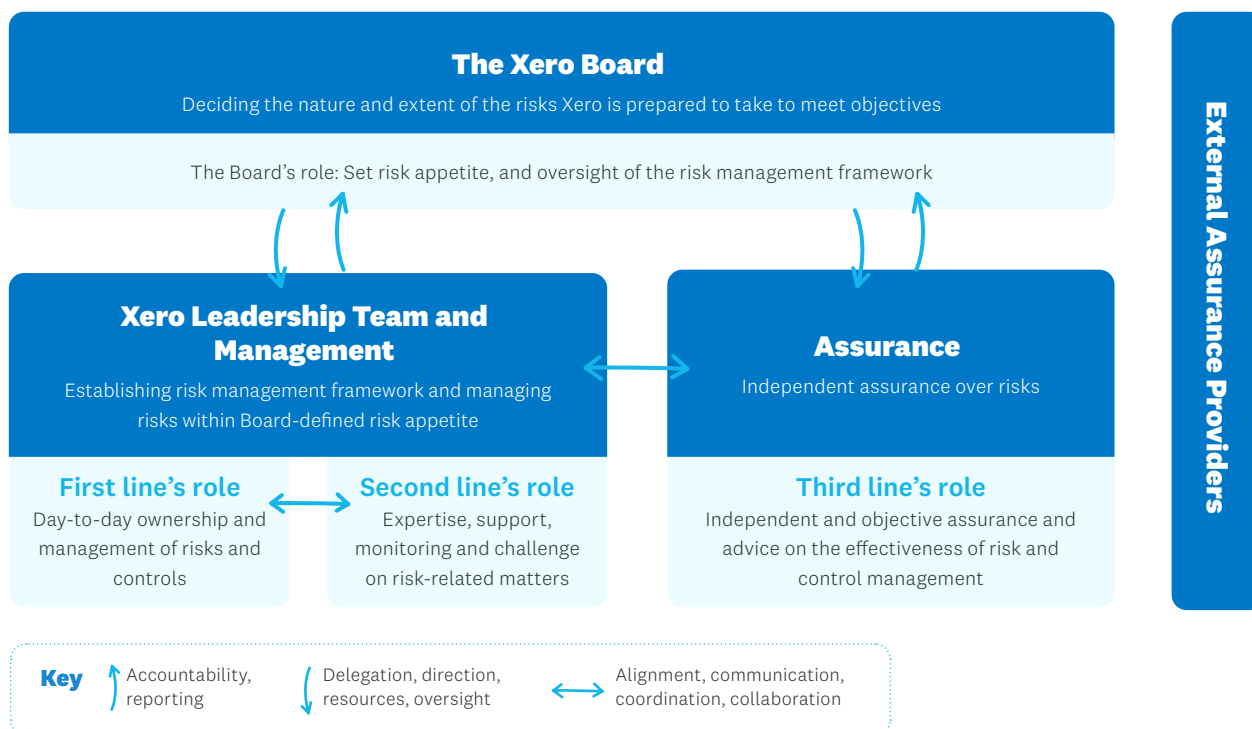 The Xero Board
Deciding the nature and extent of the risks Xero is prepared to take to meet objectives
The Board’s role: Set risk appetite, and oversight of the risk management framework
Xero Leadership Team and
Management
Establishing risk management framework and managing
risks within Board-defined risk appetite
First line’s role
Day-to-day ownership and
management of risks and
controls
Second line’s role
Expertise, support,
monitoring and challenge
on risk-related matters
Assurance
Independent assurance over risks
Third line’s role
Independent and objective assurance and
advice on the effectiveness of risk and
control management
External Assurance Providers
Key
Accountability,
reporting
Delegation, direction,
resources, oversight
Alignment, communication,
coordination, collaboration